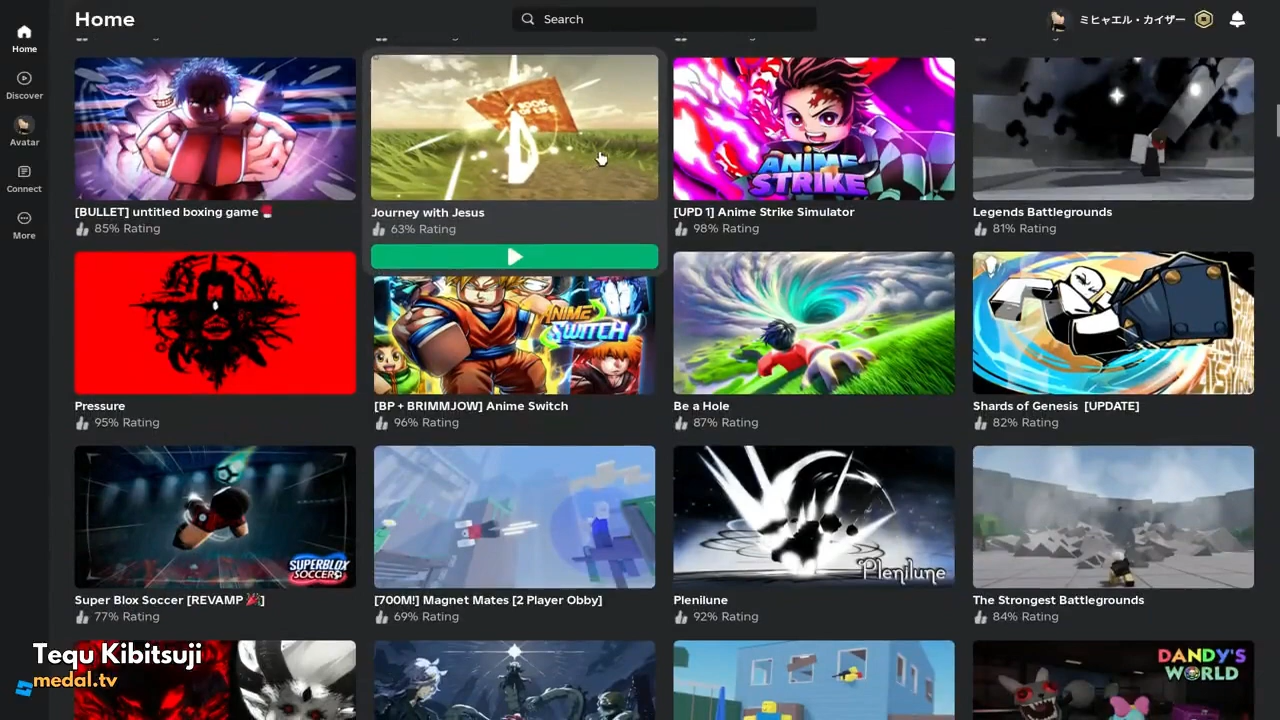 Home
Search
ミヒャエル・カイザー
Home
Discover
Avatar
Connect
More
BOOK OF LIFE
ANIME STRIKE
[BULLET] untitled boxing game
85% Rating
Journey with Jesus
63% Rating
[UPD 1] Anime Strike Simulator
98% Rating
Legends Battlegrounds
81% Rating
ANIME SWITCH
Pressure
95% Rating
[BP + BRIMMJOW] Anime Switch
96% Rating
Be a Hole
87% Rating
Shards of Genesis [UPDATE]
82% Rating
SUPERBLOX SOCCER
Plenilune
Super Blox Soccer [REVAMP 🎉]
77% Rating
[700M!] Magnet Mates [2 Player Obby]
69% Rating
Plenilune
92% Rating
The Strongest Battlegrounds
84% Rating
Tequ Kibitsuji
medal.tv
DANDY'S WORLD